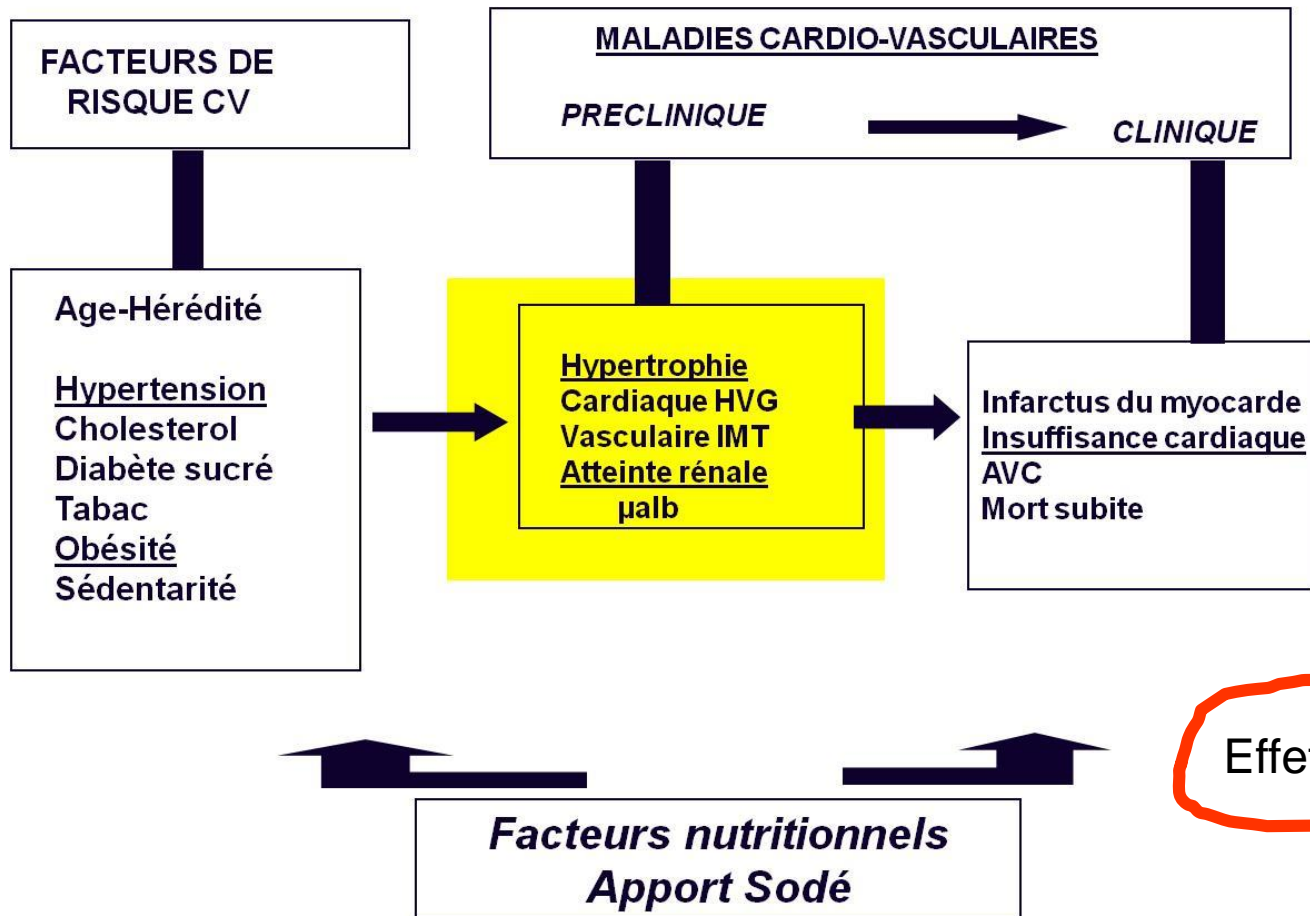 FACTEURS DE
RISQUE CV
MALADIES CARDIO-VASCULAIRES
PRECLINIQUE
CLINIQUE
Age-Hérédité
Hypertension
Cholesterol
Diabète sucré
Tabac
Obésité
Sédentarité
Hypertrophie
Cardiaque HVG
Vasculaire IMT
Atteinte rénale
µalb
Infarctus du myocarde
Insuffisance cardiaque
AVC
Mort subite
Facteurs nutritionnels
Apport Sodé